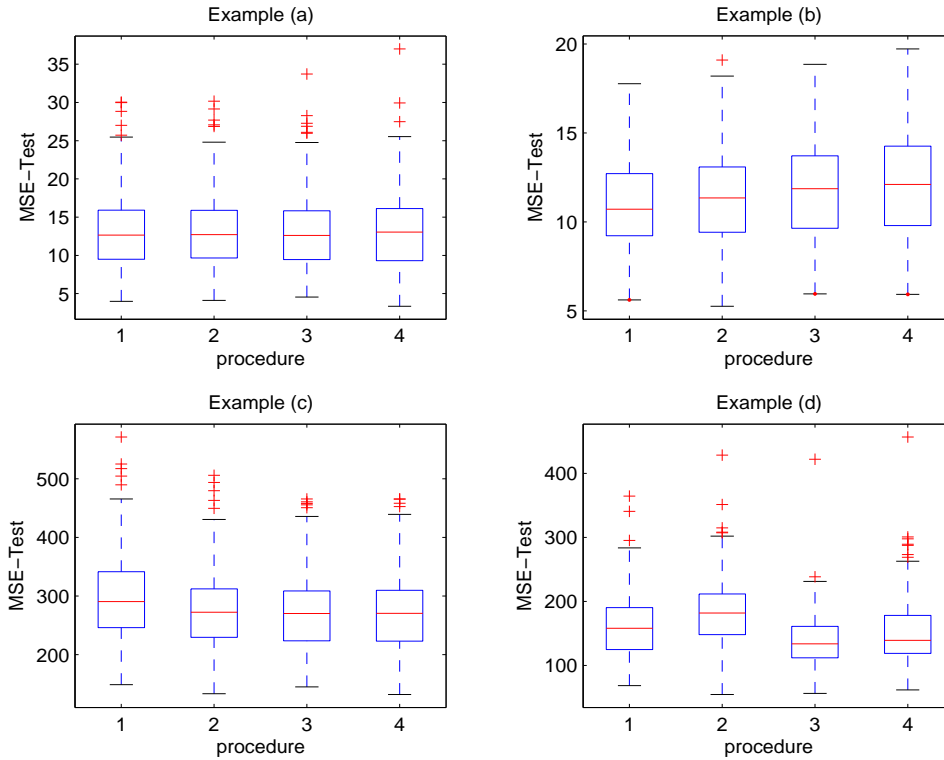 Example (a)
MSE−Test
35
30
25
20
15
10
5
1 2 3 4
procedure
Example (b)
MSE−Test
20
15
10
5
1 2 3 4
procedure
Example (c)
MSE−Test
500
400
300
200
1 2 3 4
procedure
Example (d)
MSE−Test
400
300
200
100
1 2 3 4
procedure